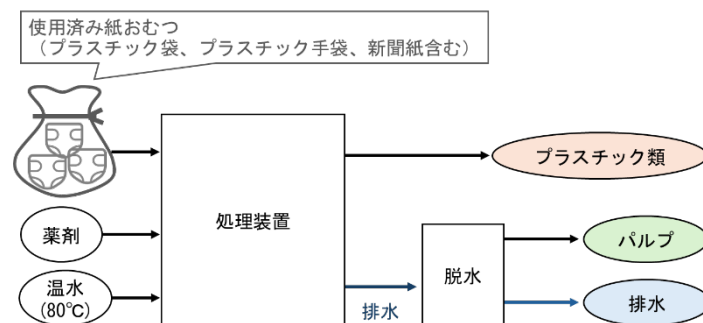 使用済み紙おむつ
（プラスチック袋、プラスチック手袋、新聞紙含む）
プラスチック類
処理装置
薬剤
パルプ
脱水
温水
(80℃)
排水
排水